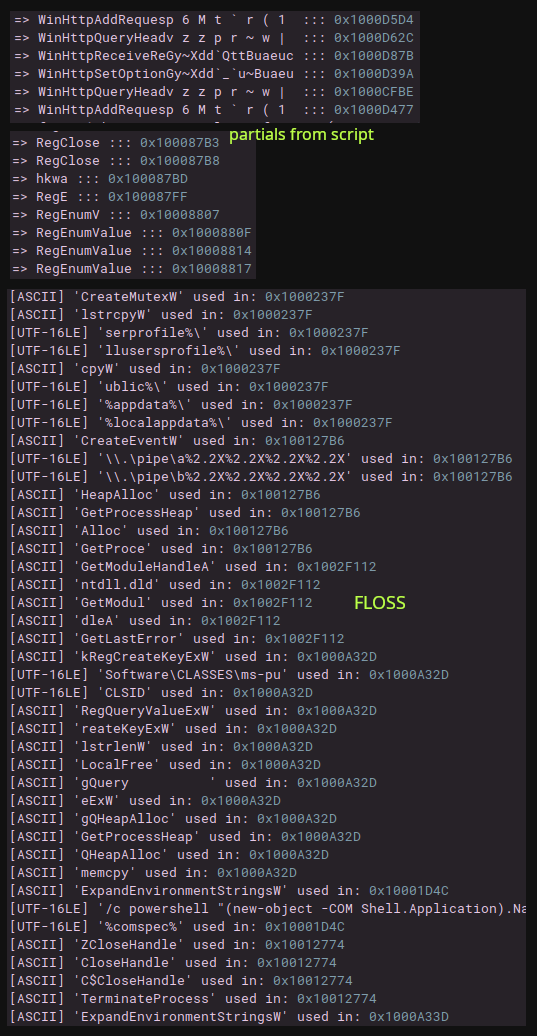 => WinHttpAddRequesp 6 M t ` r ( 1  ::: 0x1000D5D4
=> WinHttpQueryHeadv z z p r ~ w |  ::: 0x1000D62C
=> WinHttpReceiveReGy~Xdd`QttBuaeuc ::: 0x1000D87B
=> WinHttpSetOptionGy~Xdd`_`u~Buaeu ::: 0x1000D39A
=> WinHttpQueryHeadv z z p r ~ w |  ::: 0x1000CFBE
=> WinHttpAddRequesp 6 M t ` r ( 1  ::: 0x1000D477
partials from script
=> RegClose ::: 0x100087B3
=> RegClose ::: 0x100087B8
=> hkwa ::: 0x100087BD
=> RegE ::: 0x100087FF
=> RegEnumV ::: 0x10008807
=> RegEnumValue ::: 0x1000880F
=> RegEnumValue ::: 0x10008814
=> RegEnumValue ::: 0x10008817
[ASCII] 'CreateMutexW' used in: 0x1000237F
[ASCII] 'lstrcpyW' used in: 0x1000237F
[UTF-16LE] 'serprofile%\' used in: 0x1000237F
[UTF-16LE] 'llusersprofile%\' used in: 0x1000237F
[ASCII] 'cpyW' used in: 0x1000237F
[UTF-16LE] 'ublic%\' used in: 0x1000237F
[UTF-16LE] '%appdata%\' used in: 0x1000237F
[UTF-16LE] '%localappdata%\' used in: 0x1000237F
[ASCII] 'CreateEventW' used in: 0x100127B6
[UTF-16LE] '\\.\pipe\a%2.2X%2.2X%2.2X%2.2X' used in: 0x100127B6
[UTF-16LE] '\\.\pipe\b%2.2X%2.2X%2.2X%2.2X' used in: 0x100127B6
[ASCII] 'HeapAlloc' used in: 0x100127B6
[ASCII] 'GetProcessHeap' used in: 0x100127B6
[ASCII] 'Alloc' used in: 0x100127B6
[ASCII] 'GetProce' used in: 0x100127B6
[ASCII] 'GetModuleHandleA' used in: 0x1002F112
[ASCII] 'ntdll.dld' used in: 0x1002F112
[ASCII] 'GetModul' used in: 0x1002F112
FLOSS
[ASCII] 'dleA' used in: 0x1002F112
[ASCII] 'GetLastError' used in: 0x1002F112
[ASCII] 'kRegCreateKeyExW' used in: 0x1000A32D
[UTF-16LE] 'Software\CLASSES\ms-pu' used in: 0x1000A32D
[UTF-16LE] 'CLSID' used in: 0x1000A32D
[ASCII] 'RegQueryValueExW' used in: 0x1000A32D
[ASCII] 'reateKeyExW' used in: 0x1000A32D
[ASCII] 'lstrlenW' used in: 0x1000A32D
[ASCII] 'LocalFree' used in: 0x1000A32D
[ASCII] 'gQuery         ' used in: 0x1000A32D
[ASCII] 'eExW' used in: 0x1000A32D
[ASCII] 'gQHeapAlloc' used in: 0x1000A32D
[ASCII] 'GetProcessHeap' used in: 0x1000A32D
[ASCII] 'QHeapAlloc' used in: 0x1000A32D
[ASCII] 'memcpy' used in: 0x1000A32D
[ASCII] 'ExpandEnvironmentStringsW' used in: 0x10001D4C
[UTF-16LE] '/c powershell "(new-object -COM Shell.Application).Na
[UTF-16LE] '%comspec%' used in: 0x10001D4C
[ASCII] 'ZCloseHandle' used in: 0x10012774
[ASCII] 'CloseHandle' used in: 0x10012774
[ASCII] 'C$CloseHandle' used in: 0x10012774
[ASCII] 'TerminateProcess' used in: 0x10012774
[ASCII] 'ExpandEnvironmentStringsW' used in: 0x1000A33D